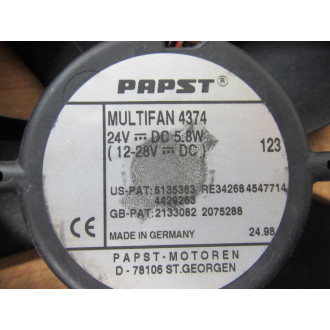 PAPST®
MULTIFAN 4374
24V ⎓ DC 5.8W
( 12-28V ⎓ DC )
123
US-PAT: 5135363 RE34268 4547714
4429263
GB-PAT: 2133082 2075288
CE
MADE IN GERMANY
24.98
PAPST-MOTOREN
D - 78106 ST.GEORGEN